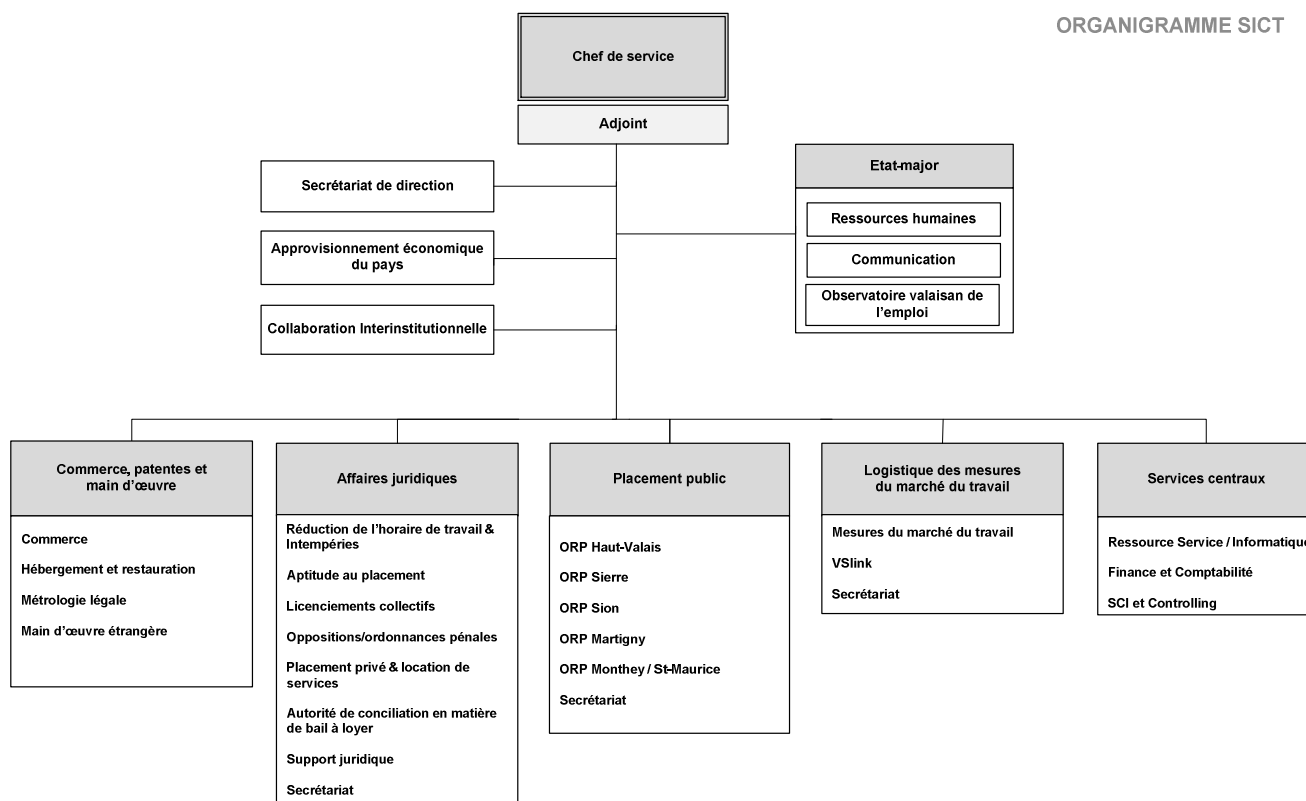 ORGANIGRAMME SICT
Chef de service
Adjoint
Secrétariat de direction
Approvisionnement économique
du pays
Collaboration Interinstitutionnelle
Etat-major
Ressources humaines
Communication
Observatoire valaisan de
l'emploi
Commerce, patentes et
main d'œuvre
Commerce
Hébergement et restauration
Métrologie légale
Main d'œuvre étrangère
Affaires juridiques
Réduction de l'horaire de travail &
Intempéries
Aptitude au placement
Licenciements collectifs
Oppositions/ordonnances pénales
Placement privé & location de
services
Autorité de conciliation en matière
de bail à loyer
Support juridique
Secrétariat
Placement public
ORP Haut-Valais
ORP Sierre
ORP Sion
ORP Martigny
ORP Monthey / St-Maurice
Secrétariat
Logistique des mesures
du marché du travail
Mesures du marché du travail
VSlink
Secrétariat
Services centraux
Ressource Service / Informatique
Finance et Comptabilité
SCI et Controlling